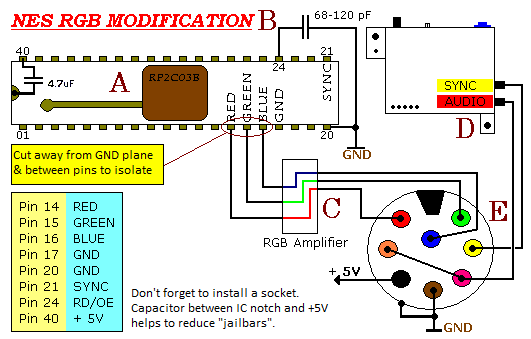 NES RGB MODIFICATION
B
68-120 pF
40
24
21
4.7uF
A
RP2C03B
RED
GREEN
BLUE
GND
SYNC
01
20
GND
SYNC
AUDIO
D
Cut away from GND plane
& between pins to isolate
C
RGB Amplifier
E
+ 5V
GND
Pin 14 RED
Pin 15 GREEN
Pin 16 BLUE
Pin 17 GND
Pin 20 GND
Pin 21 SYNC
Pin 24 RD/OE
Pin 40 + 5V
Don't forget to install a socket.
Capacitor between IC notch and +5V
helps to reduce "jailbars".